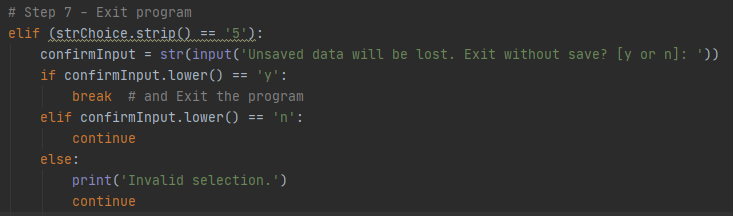 # Step 7 - Exit program
elif (strChoice.strip() == '5'):
    confirmInput = str(input('Unsaved data will be lost. Exit without save? [y or n]: '))
    if confirmInput.lower() == 'y':
        break  # and Exit the program
    elif confirmInput.lower() == 'n':
        continue
    else:
        print('Invalid selection.')
        continue